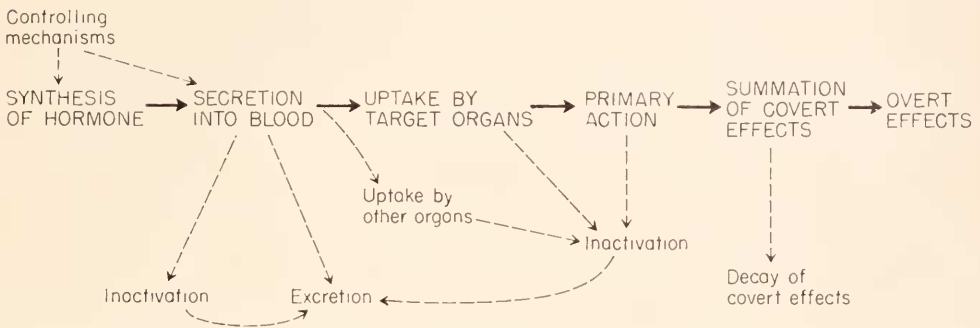 Controlling
mechanisms
SYNTHESIS
OF HORMONE
SECRETION
INTO BLOOD
UPTAKE BY
TARGET ORGANS
PRIMARY
ACTION
SUMMATION
OF COVERT
EFFECTS
OVERT
EFFECTS
Uptake by
other organs
Inactivation
Inactivation
Excretion
Decay of
covert effects